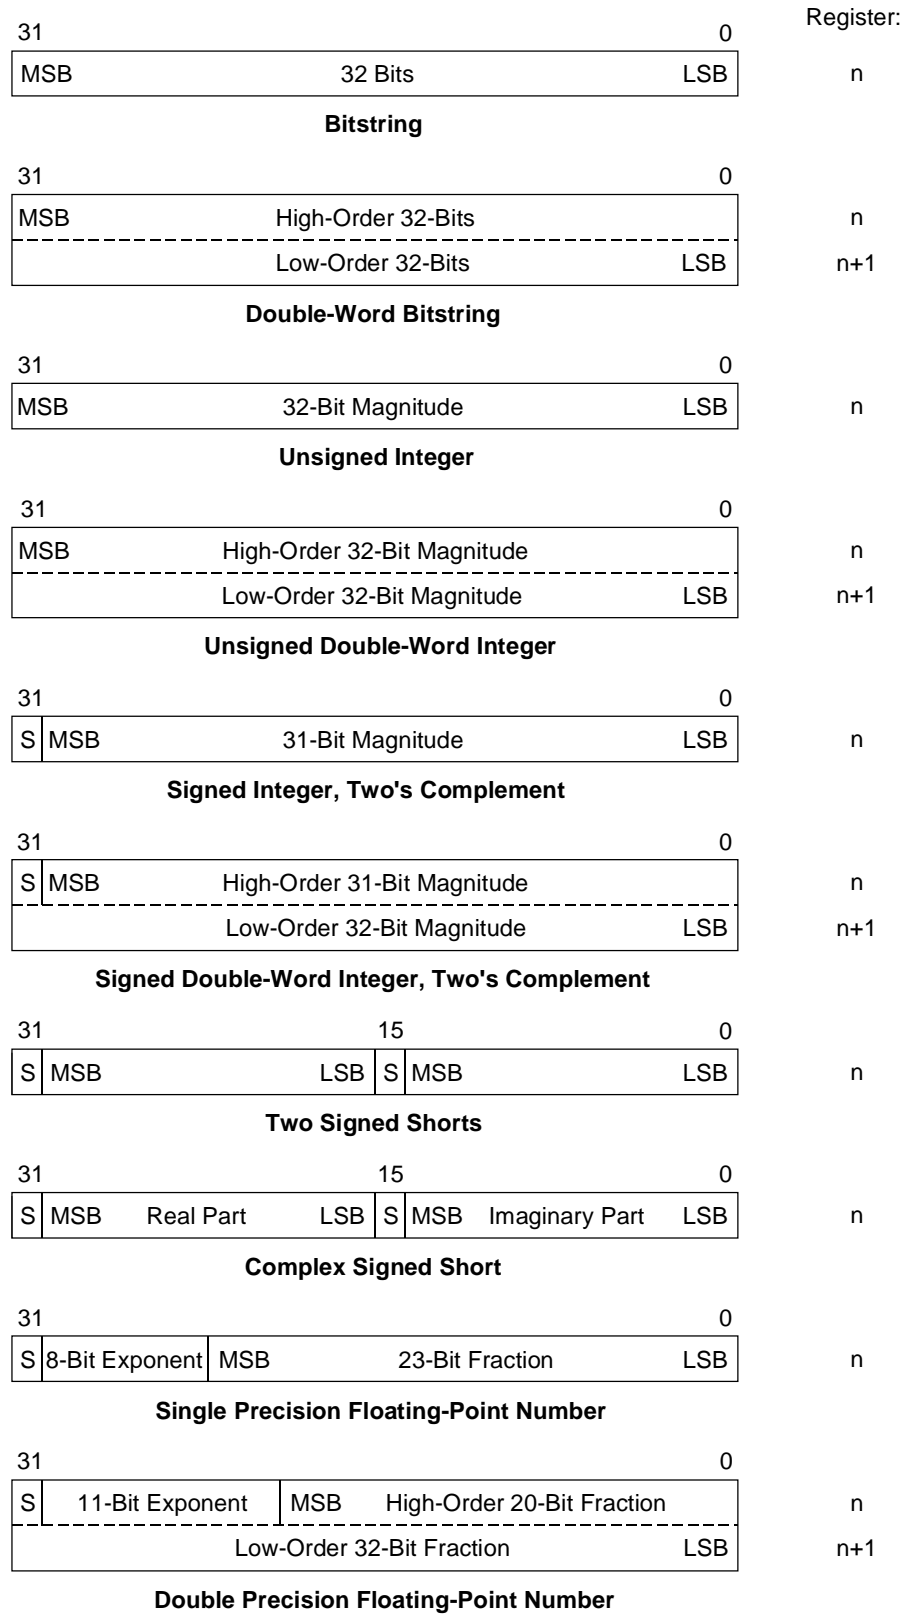 Register:
31 0
MSB 32 Bits LSB n
Bitstring
31 0
MSB High-Order 32-Bits n
Low-Order 32-Bits LSB n+1
Double-Word Bitstring
31 0
MSB 32-Bit Magnitude LSB n
Unsigned Integer
31 0
MSB High-Order 32-Bit Magnitude n
Low-Order 32-Bit Magnitude LSB n+1
Unsigned Double-Word Integer
31 0
S MSB 31-Bit Magnitude LSB n
Signed Integer, Two's Complement
31 0
S MSB High-Order 31-Bit Magnitude n
Low-Order 32-Bit Magnitude LSB n+1
Signed Double-Word Integer, Two's Complement
31 15 0
S MSB LSB S MSB LSB n
Two Signed Shorts
31 15 0
S MSB Real Part LSB S MSB Imaginary Part LSB n
Complex Signed Short
31 0
S 8-Bit Exponent MSB 23-Bit Fraction LSB n
Single Precision Floating-Point Number
31 0
S 11-Bit Exponent MSB High-Order 20-Bit Fraction n
Low-Order 32-Bit Fraction LSB n+1
Double Precision Floating-Point Number